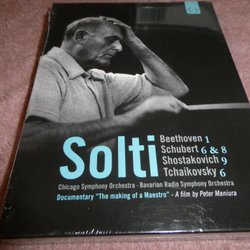 Solti
Beethoven 1
Schubert 6 & 8
Shostakovich 9
Tchaikovsky 6
Chicago Symphony Orchestra · Bavarian Radio Symphony Orchestra
Documentary "The making of a Maestro" · A film by Peter Maniura